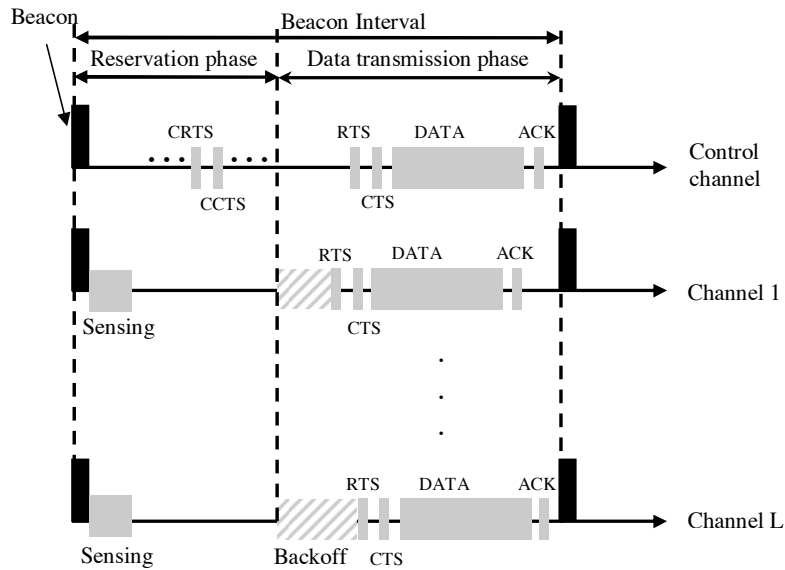 Beacon
Beacon Interval
Reservation phase
Data transmission phase
CRTS
RTS
DATA
ACK
Control
channel
CCTS
CTS
RTS
DATA
ACK
Channel 1
Sensing
CTS
RTS
DATA
ACK
Channel L
Sensing
Backoff
CTS